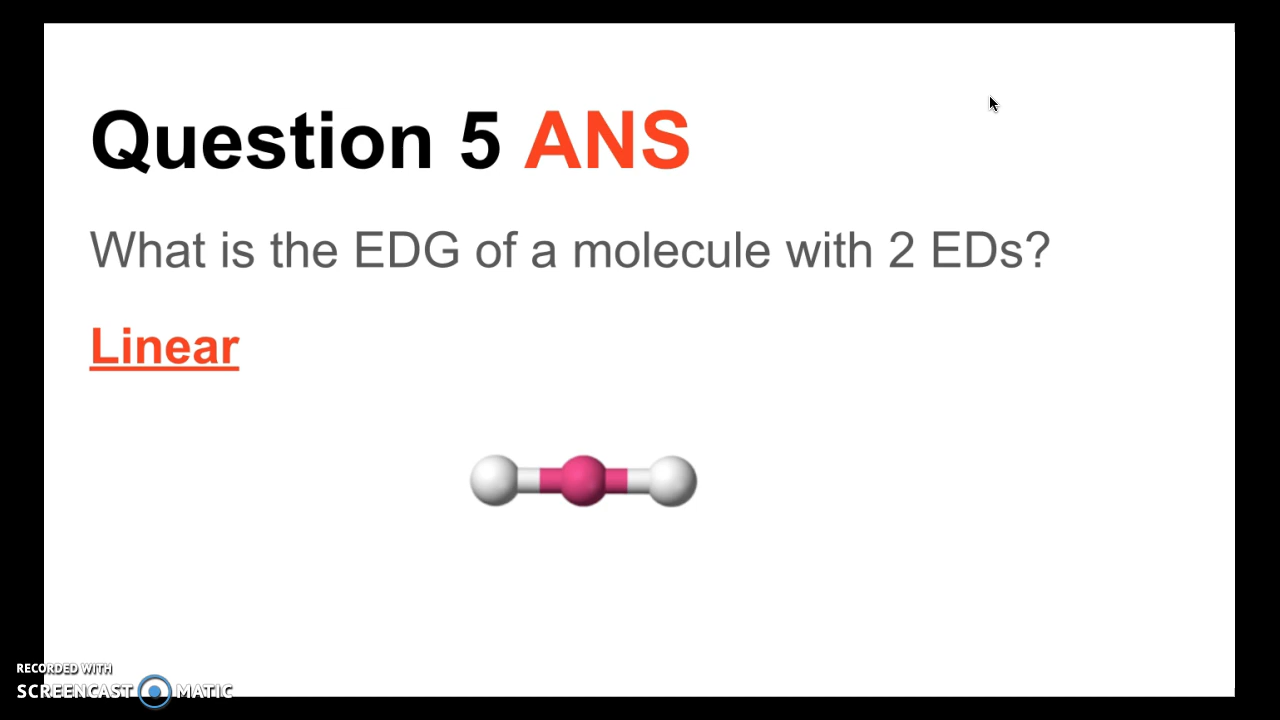 Question 5 ANS
What is the EDG of a molecule with 2 EDs?
Linear
RECORDED WITH
SCREENCAST MATIC